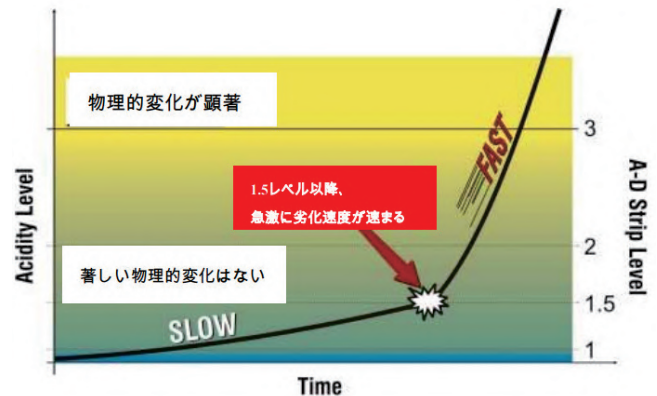 物理的変化が顕著
3
FAST
1.5レベル以降、
急激に劣化速度が速まる
Acidity Level
A-D Strip Level
2
著しい物理的変化はない
1.5
SLOW
1
Time